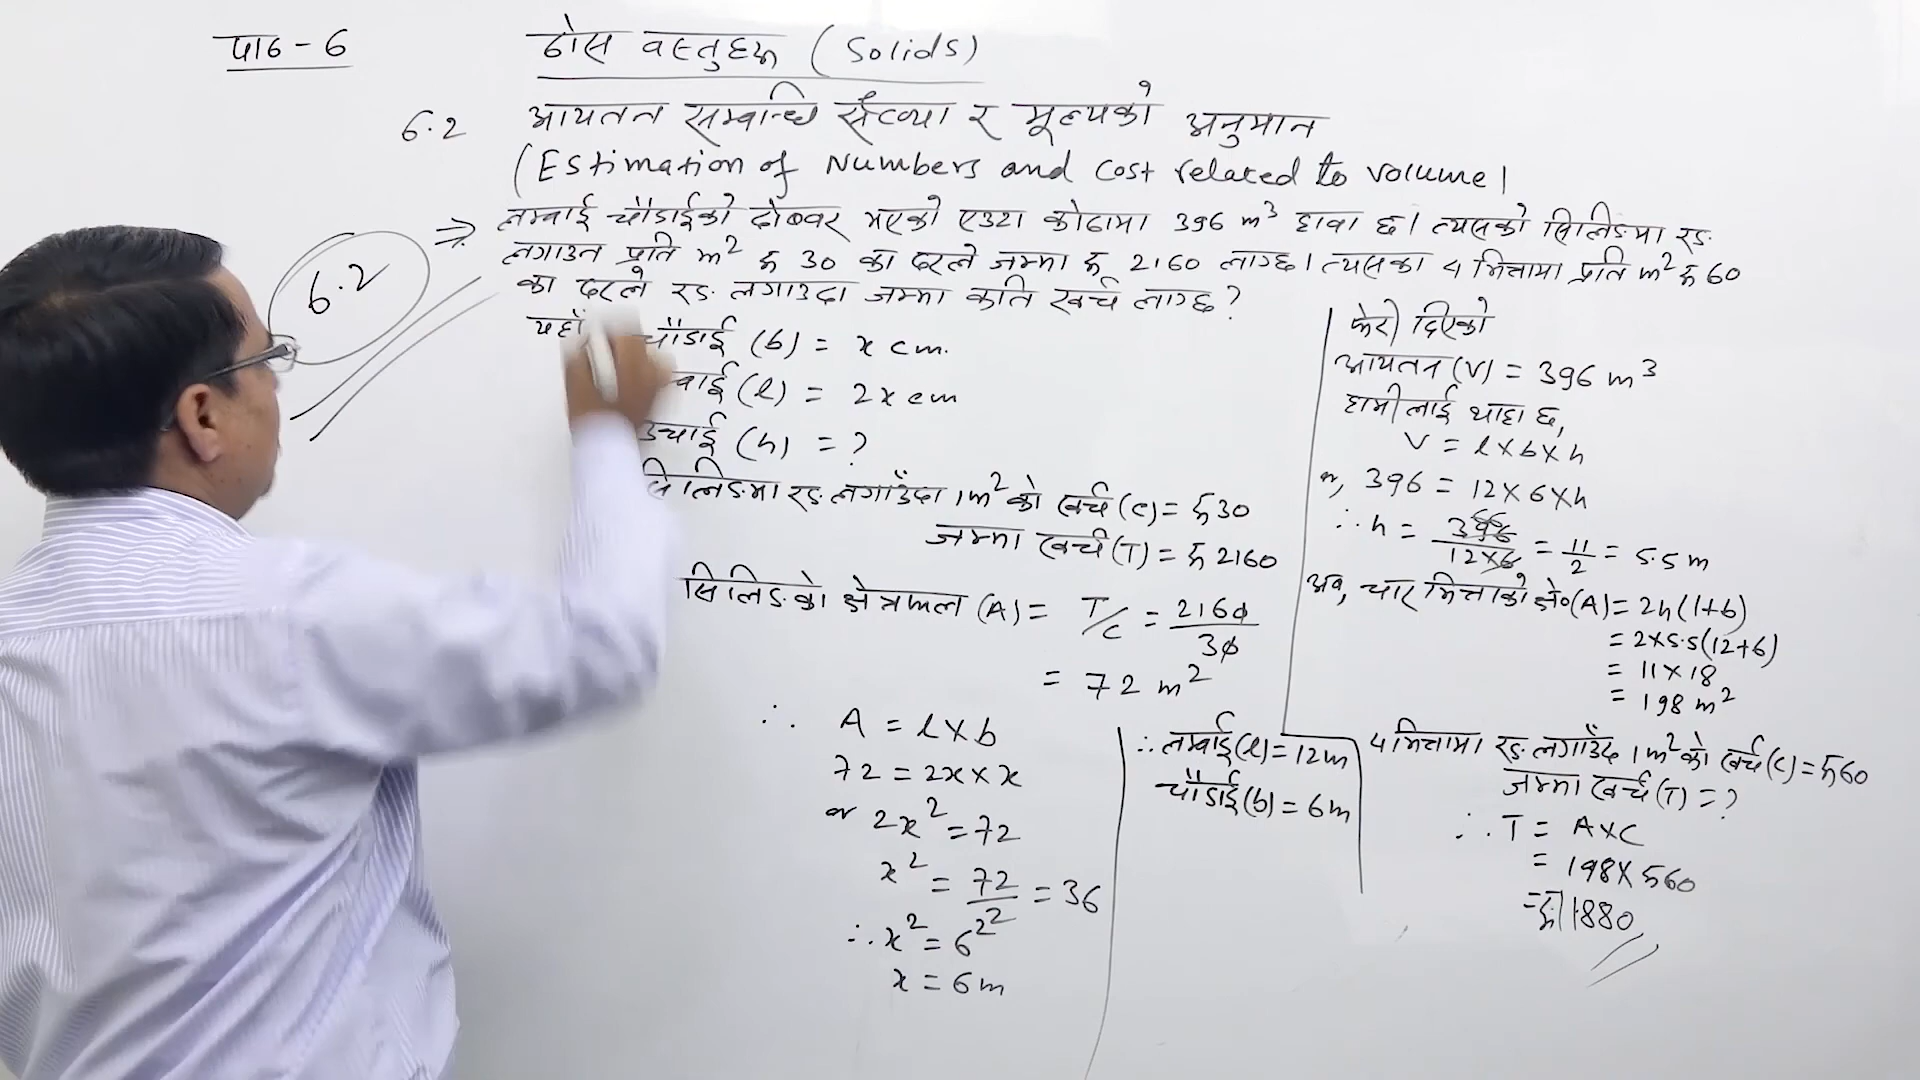 पाठ - 6
ठोस वस्तुहरू (Solids)
6.2 आयतन सम्बन्धि संख्या र मूल्यको अनुमान
(Estimation of Numbers and Cost related to volume)
⇒ लम्बाई चौडाईको दोब्बर भएको एउटा कोठामा 396 m³ हावा छ। त्यसको सिलिङमा रङ
लगाउन प्रति m² रू 30 का दरले जम्मा रू 2160 लाग्छ। त्यसका 4 भित्तामा प्रति m² रू 60
का दरले रङ लगाउदा जम्मा कति खर्च लाग्छ?
6.2
यहाँ चौडाई (b) = x cm.
बाई (l) = 2x cm
उचाई (h) = ?
सिलिङमा रङ लगाउँदा 1m² को खर्च (c) = रू 30
जम्मा खर्च (T) = रू 2160
सिलिङको क्षेत्रफल (A) = T/C = 2160/30
= 72 m²
∴ A = l×b
72 = 2x × x
or 2x² = 72
x² = 72/2 = 36
∴ x² = 6²
x = 6m
∴ लम्बाई (l) = 12m
चौडाई (b) = 6m
फेरी दिएको
आयतन (V) = 396 m³
हामीलाई थाहा छ,
V = l×b×h
or, 396 = 12×6×h
∴ h = 396/12×6 = 11/2 = 5.5 m
अब, चार भित्ताको क्षे०(A) = 2h(l+b)
= 2×5.5(12+6)
= 11×18
= 198 m²
4 भित्तामा रङ लगाउँदा 1m² को खर्च (c) = रू 60
जम्मा खर्च (T) = ?
∴ T = A×C
= 198×रू60
= रू 11880